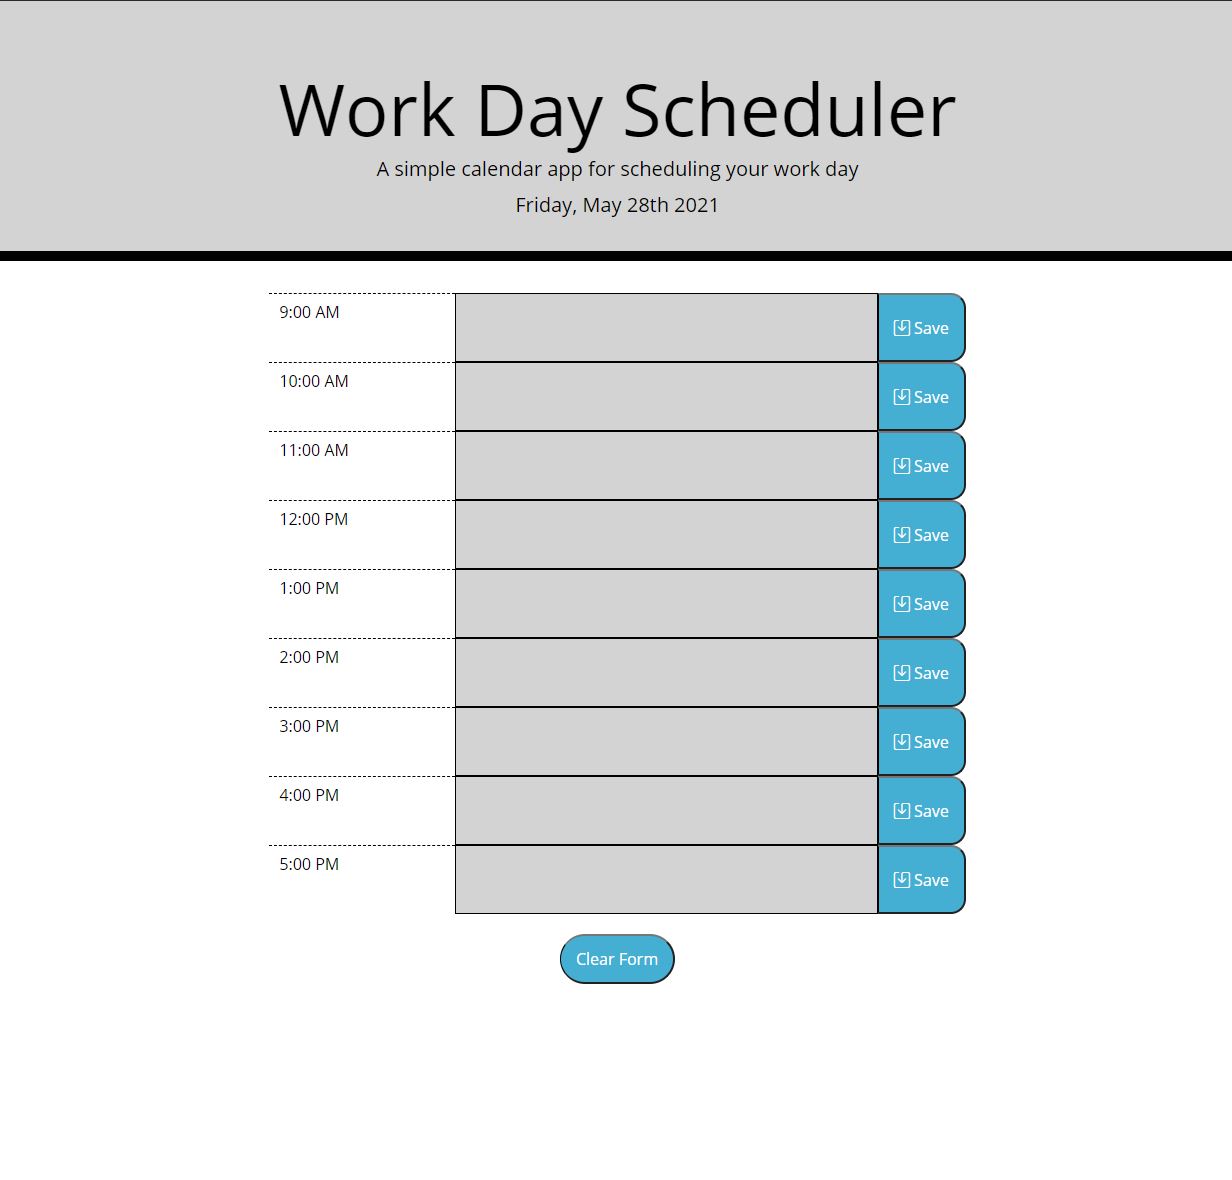 Work Day Scheduler
A simple calendar app for scheduling your work day
Friday, May 28th 2021
9:00 AM
Save
10:00 AM
Save
11:00 AM
Save
12:00 PM
Save
1:00 PM
Save
2:00 PM
Save
3:00 PM
Save
4:00 PM
Save
5:00 PM
Save
Clear Form